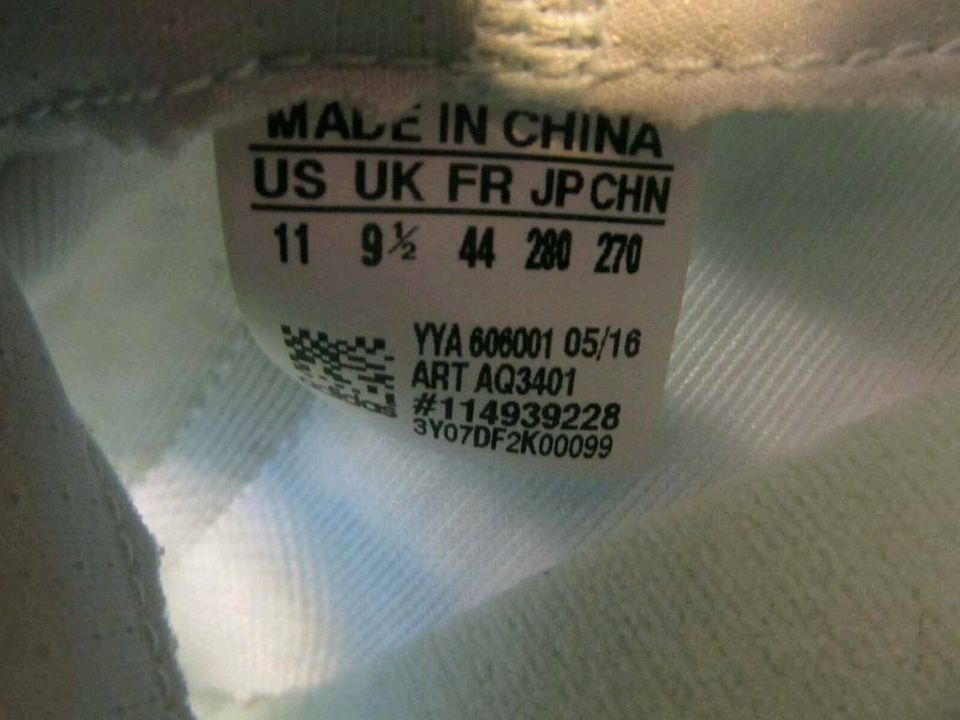 MADE IN CHINA
US UK FR JP CHN
11 9½ 44 280 270
YYA 606001 05/16
ART AQ3401
#114939228
3Y07DF2K00099
adidas